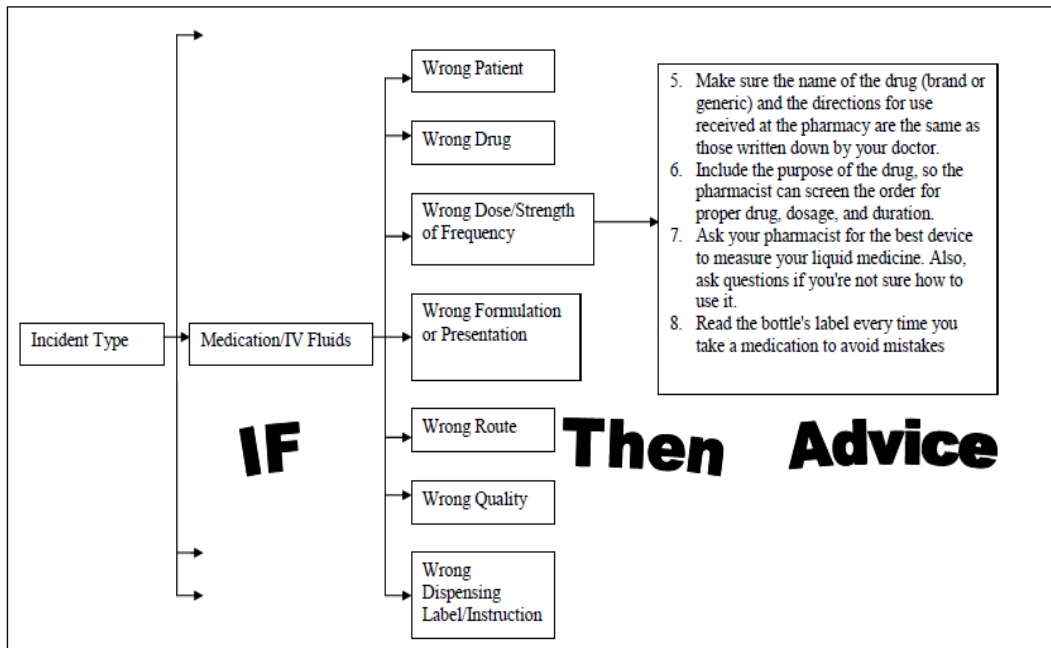 Wrong Patient
Wrong Drug
Wrong Dose/Strength
of Frequency
Wrong Formulation
or Presentation
Wrong Route
Wrong Quality
Wrong
Dispensing
Label/Instruction
Incident Type
Medication/IV Fluids
5. Make sure the name of the drug (brand or
generic) and the directions for use
received at the pharmacy are the same as
those written down by your doctor.
6. Include the purpose of the drug, so the
pharmacist can screen the order for
proper drug, dosage, and duration.
7. Ask your pharmacist for the best device
to measure your liquid medicine. Also,
ask questions if you're not sure how to
use it.
8. Read the bottle's label every time you
take a medication to avoid mistakes
IF
Then
Advice